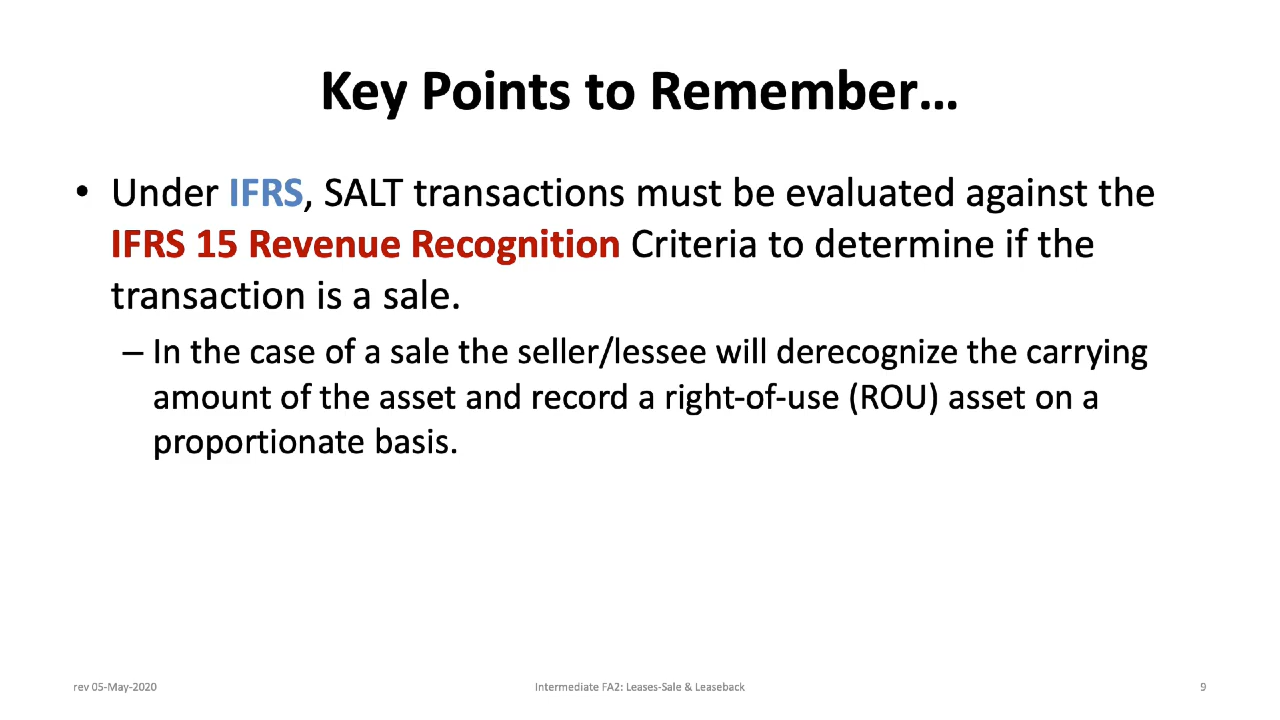 Key Points to Remember…
• Under IFRS, SALT transactions must be evaluated against the
IFRS 15 Revenue Recognition Criteria to determine if the
transaction is a sale.
– In the case of a sale the seller/lessee will derecognize the carrying
amount of the asset and record a right-of-use (ROU) asset on a
proportionate basis.
rev 05-May-2020
Intermediate FA2: Leases-Sale & Leaseback
9